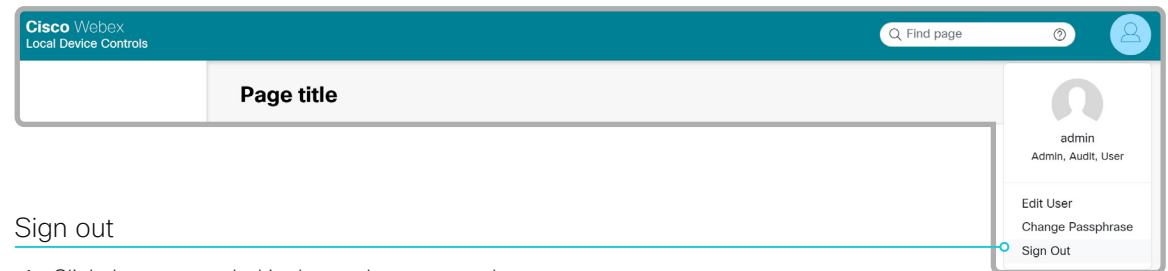 Cisco Webex
Local Device Controls
Find page
Page title
admin
Admin, Audit, User
Edit User
Change Passphrase
Sign Out
Sign out